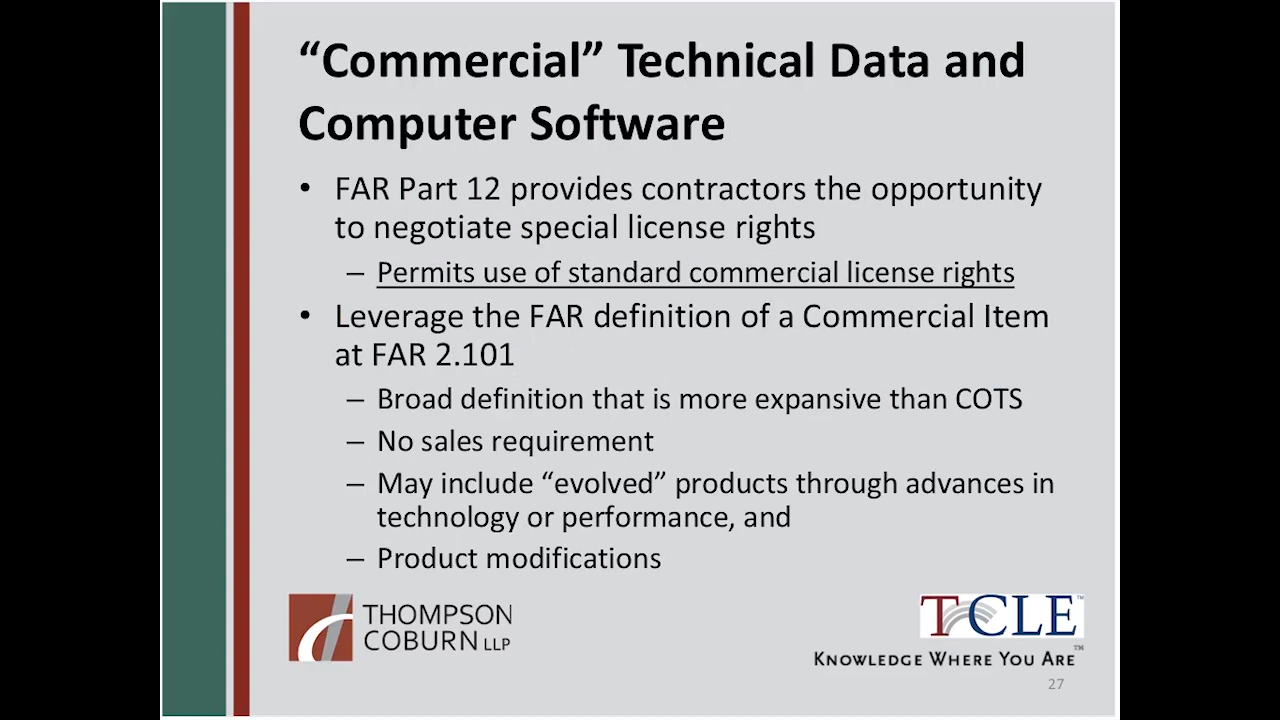 “Commercial” Technical Data and
Computer Software
• FAR Part 12 provides contractors the opportunity
to negotiate special license rights
– Permits use of standard commercial license rights
• Leverage the FAR definition of a Commercial Item
at FAR 2.101
– Broad definition that is more expansive than COTS
– No sales requirement
– May include “evolved” products through advances in
technology or performance, and
– Product modifications
THOMPSON
COBURN LLP
TCLE™
KNOWLEDGE WHERE YOU ARE™
27